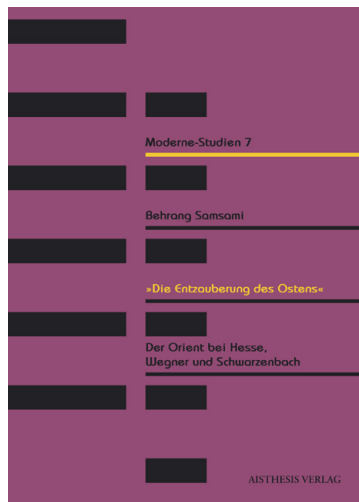 Moderne-Studien 7
Behrang Samsami
»Die Entzauberung des Ostens«
Der Orient bei Hesse,
Wegner und Schwarzenbach
AISTHESIS VERLAG